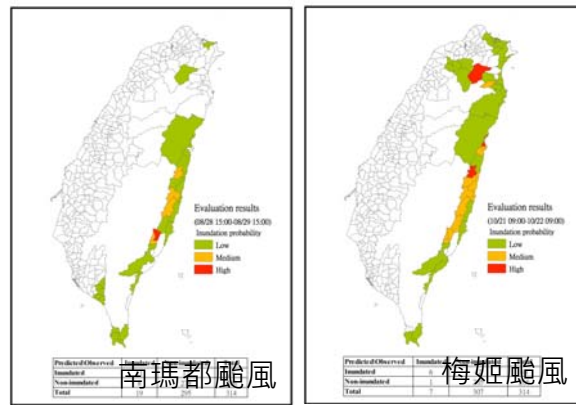 Evaluation results
(08/28 15:00-08/29 15:00)
Inundation probability
Low
Medium
High
Predicted\Observed
Inundated
Non-inundated
Total 19 295 314
南瑪都颱風
Evaluation results
(10/21 09:00-10/22 09:00)
Inundation probability
Low
Medium
High
Predicted\Observed
Inundated 6
Non-inundated 1
Total 7 307 314
梅姬颱風